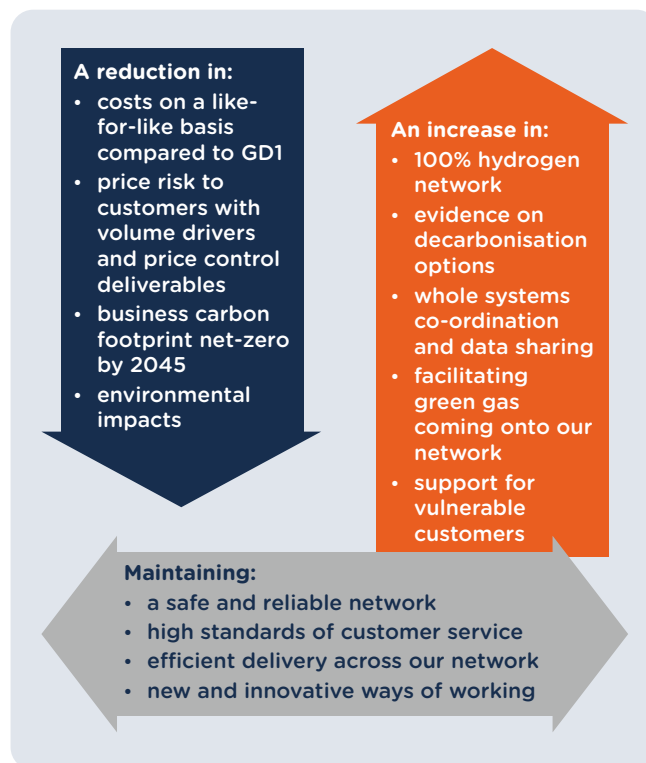 A reduction in:
• costs on a like-
for-like basis
compared to GD1
• price risk to
customers with
volume drivers
and price control
deliverables
• business carbon
footprint net-zero
by 2045
• environmental
impacts
An increase in:
• 100% hydrogen
network
• evidence on
decarbonisation
options
• whole systems
co-ordination
and data sharing
• facilitating
green gas
coming onto our
network
• support for
vulnerable
customers
Maintaining:
• a safe and reliable network
• high standards of customer service
• efficient delivery across our network
• new and innovative ways of working